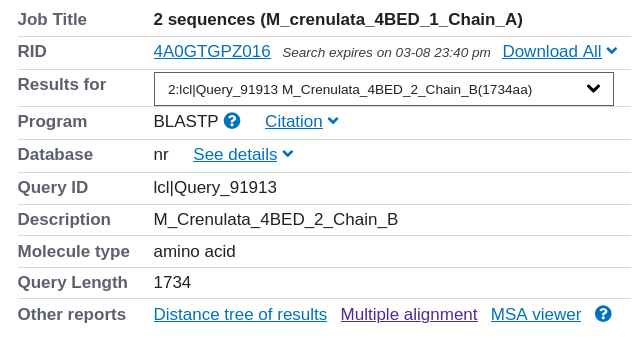 Job Title 2 sequences (M_crenulata_4BED_1_Chain_A)
RID 4A0GTGPZ016 Search expires on 03-08 23:40 pm Download All
Results for 2:lcl|Query_91913 M_Crenulata_4BED_2_Chain_B(1734aa)
Program BLASTP ? Citation
Database nr See details
Query ID lcl|Query_91913
Description M_Crenulata_4BED_2_Chain_B
Molecule type amino acid
Query Length 1734
Other reports Distance tree of results Multiple alignment MSA viewer ?